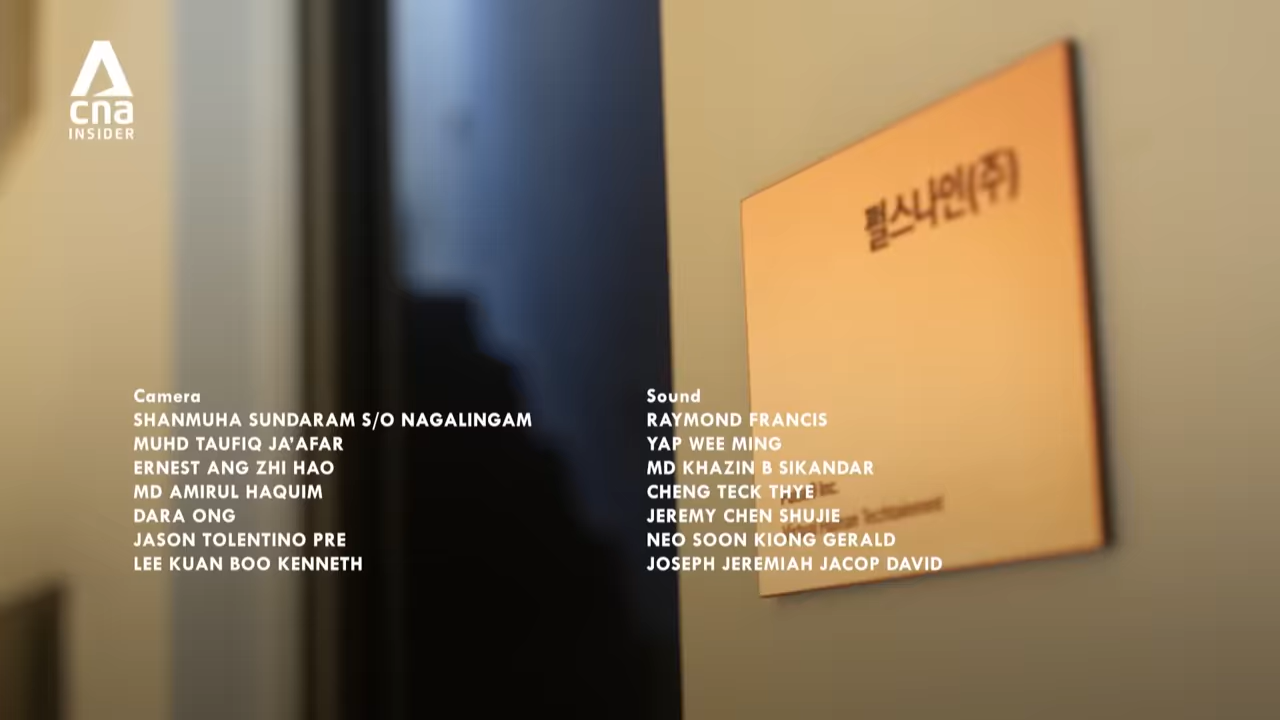 cna
INSIDER
펄스나인(주)
Camera
SHANMUHA SUNDARAM S/O NAGALINGAM
MUHD TAUFIQ JA'AFAR
ERNEST ANG ZHI HAO
MD AMIRUL HAQUIM
DARA ONG
JASON TOLENTINO PRE
LEE KUAN BOO KENNETH
Sound
RAYMOND FRANCIS
YAP WEE MING
MD KHAZIN B SIKANDAR
CHENG TECK THYE
JEREMY CHEN SHUJIE
NEO SOON KIONG GERALD
JOSEPH JEREMIAH JACOP DAVID
Inc.